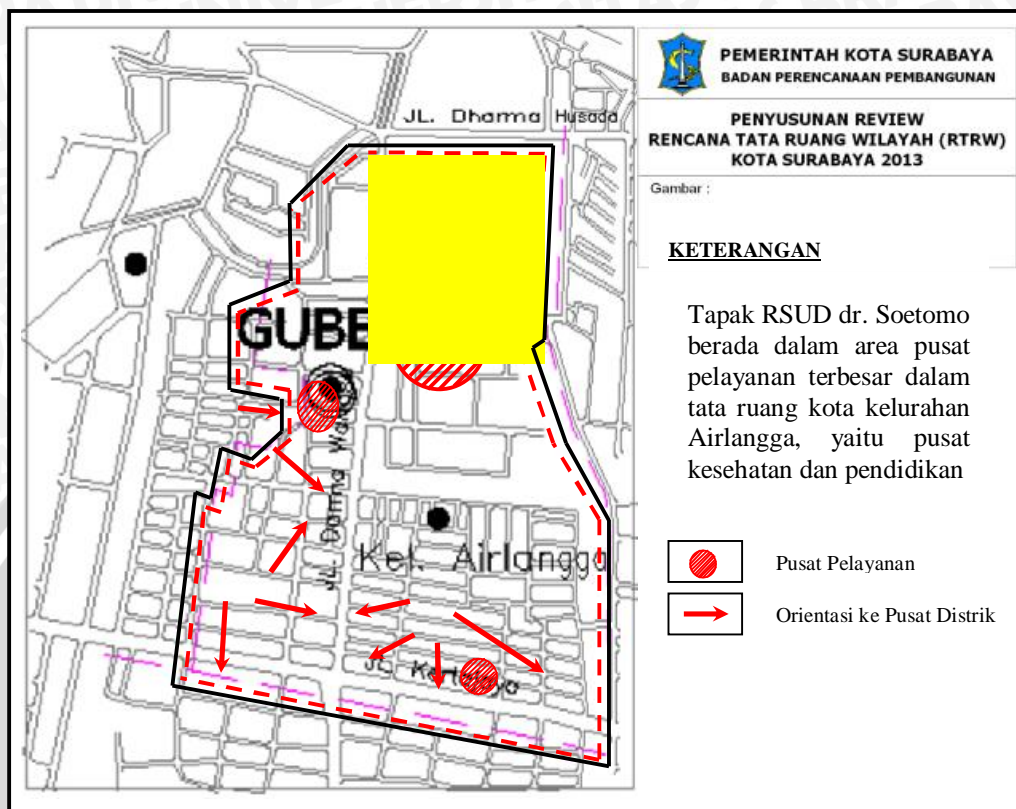 PEMERINTAH KOTA SURABAYA
BADAN PERENCANAAN PEMBANGUNAN
PENYUSUNAN REVIEW
RENCANA TATA RUANG WILAYAH (RTRW)
KOTA SURABAYA 2013
Gambar :
KETERANGAN
Tapak RSUD dr. Soetomo
berada dalam area pusat
pelayanan terbesar dalam
tata ruang kota kelurahan
Airlangga, yaitu pusat
kesehatan dan pendidikan
Pusat Pelayanan
Orientasi ke Pusat Distrik
JL. Dharma Husada
GUBE
JL. Darma
Kel. Airlangga
JL.